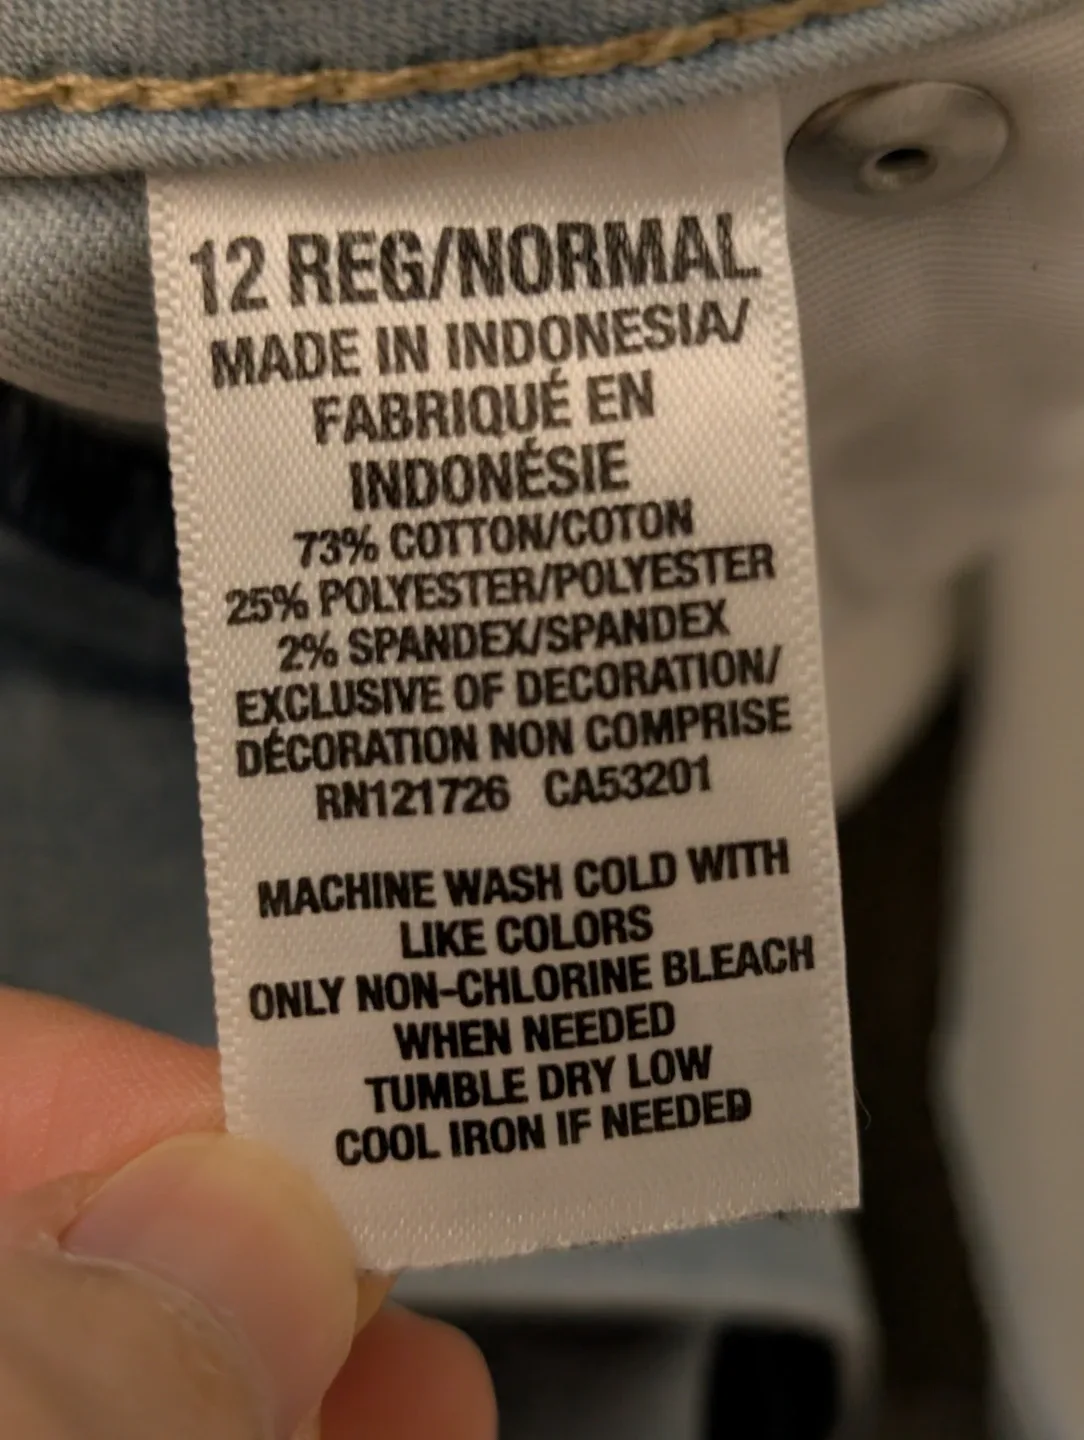 12 REG/NORMAL
MADE IN INDONESIA/
FABRIQUÉ EN
INDONÉSIE
73% COTTON/COTON
25% POLYESTER/POLYESTER
2% SPANDEX/SPANDEX
EXCLUSIVE OF DECORATION/
DÉCORATION NON COMPRISE
RN121726 CA53201
MACHINE WASH COLD WITH
LIKE COLORS
ONLY NON-CHLORINE BLEACH
WHEN NEEDED
TUMBLE DRY LOW
COOL IRON IF NEEDED